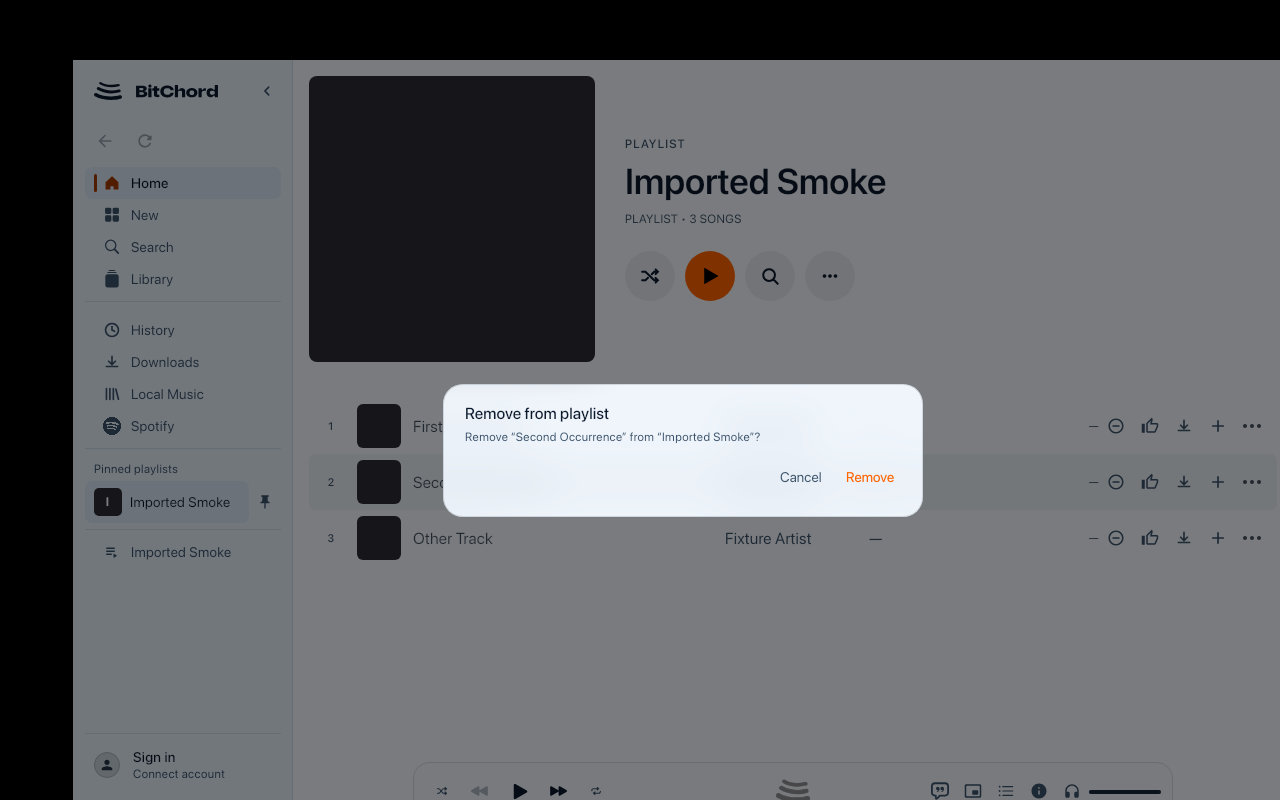 BitChord
Home
New
Search
Library
History
Downloads
Local Music
Spotify
Pinned playlists
I
Imported Smoke
Imported Smoke
Sign in
Connect account
PLAYLIST
Imported Smoke
PLAYLIST • 3 SONGS
1 First —
2 —
3 Other Track Fixture Artist — —
Remove from playlist
Remove “Second Occurrence” from “Imported Smoke”?
Cancel Remove